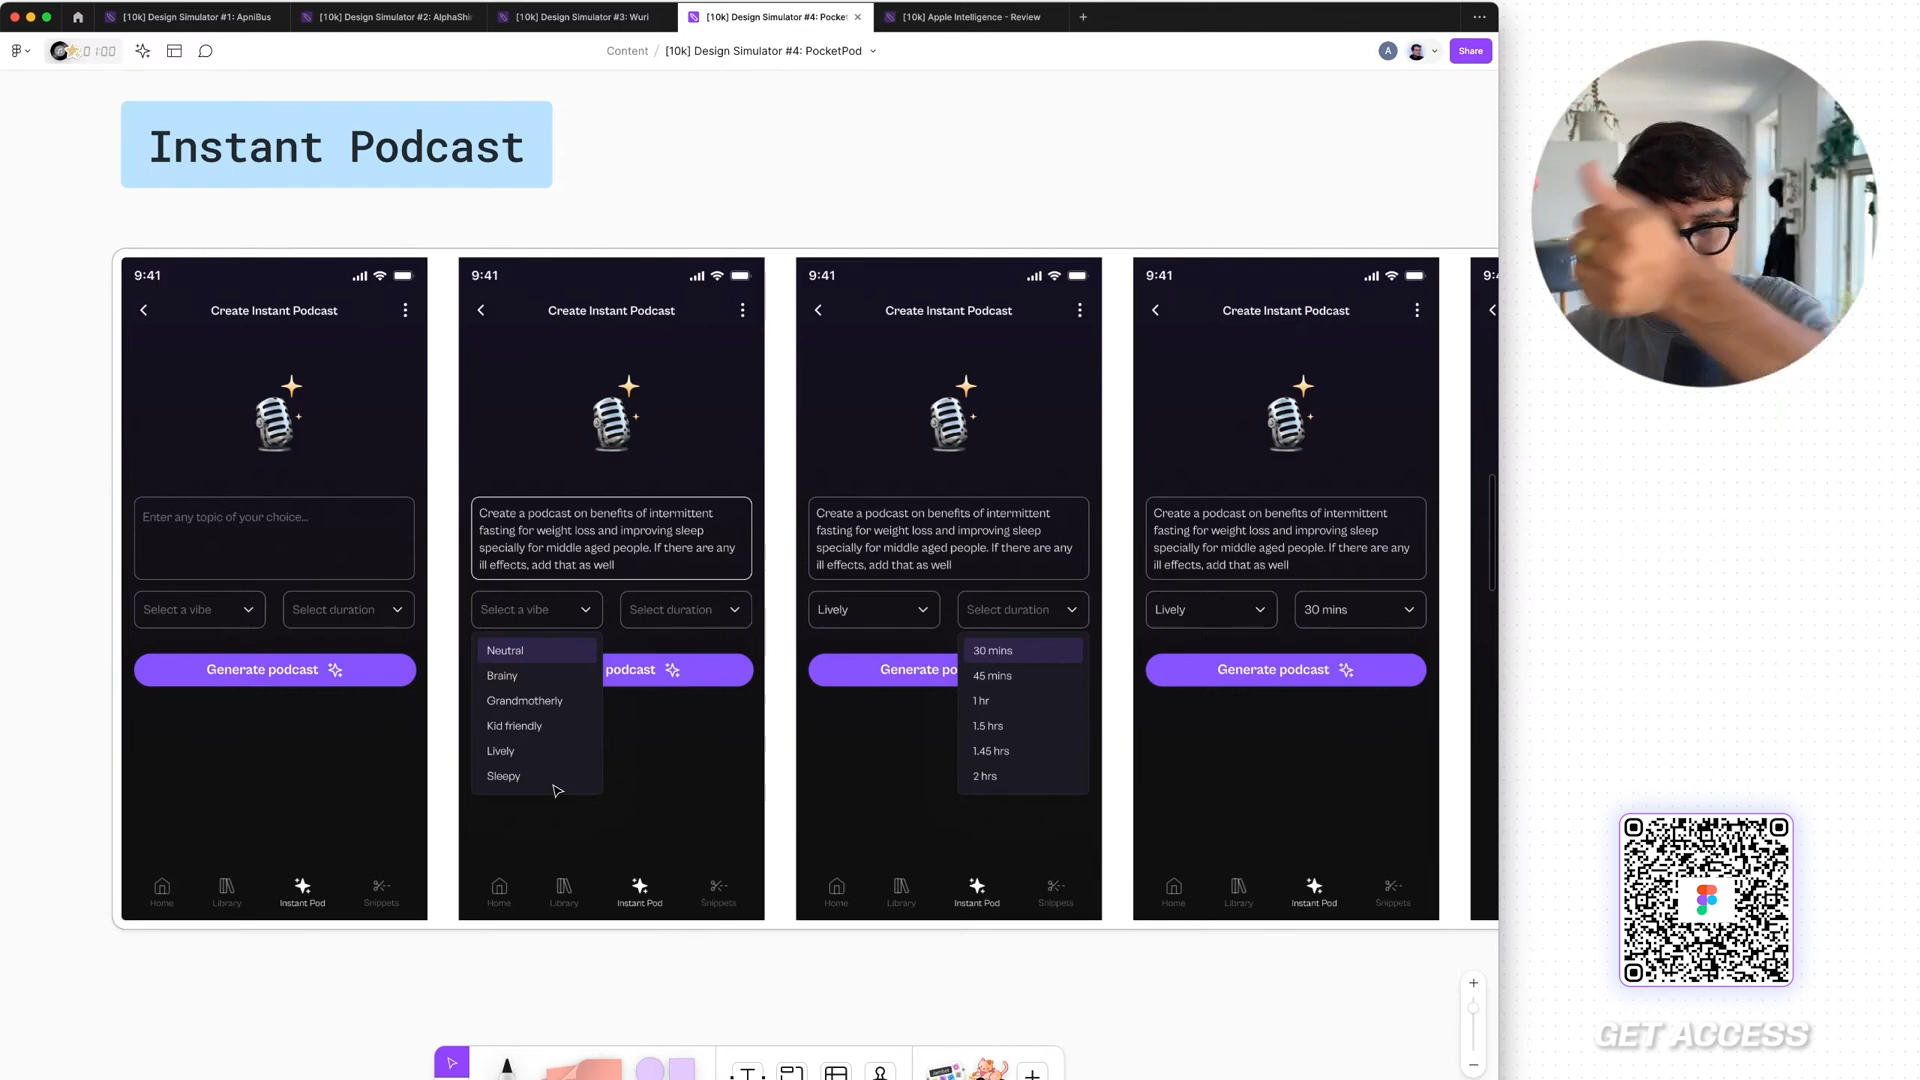 [10k] Design Simulator #1: ApniBus
[10k] Design Simulator #2: AlphaShi
[10k] Design Simulator #3: Wuri
[10k] Design Simulator #4: Pocket
[10k] Apple Intelligence - Review
01:00
Content / [10k] Design Simulator #4: PocketPod
A
Share
Instant Podcast
9:41
Create Instant Podcast
Enter any topic of your choice...
Select a vibe
Select duration
Generate podcast
Home
Library
Instant Pod
Snippets
9:41
Create Instant Podcast
Create a podcast on benefits of intermittent
fasting for weight loss and improving sleep
specially for middle aged people. If there are any
ill effects, add that as well
Select a vibe
Select duration
Neutral
Brainy
Grandmotherly
Kid friendly
Lively
Sleepy
podcast
Home
Library
Instant Pod
Snippets
9:41
Create Instant Podcast
Create a podcast on benefits of intermittent
fasting for weight loss and improving sleep
specially for middle aged people. If there are any
ill effects, add that as well
Lively
Select duration
Generate po
30 mins
45 mins
1 hr
1.5 hrs
1.45 hrs
2 hrs
Home
Library
Instant Pod
Snippets
9:41
Create Instant Podcast
Create a podcast on benefits of intermittent
fasting for weight loss and improving sleep
specially for middle aged people. If there are any
ill effects, add that as well
Lively
30 mins
Generate podcast
Home
Library
Instant Pod
Snippets
9:
GET ACCESS